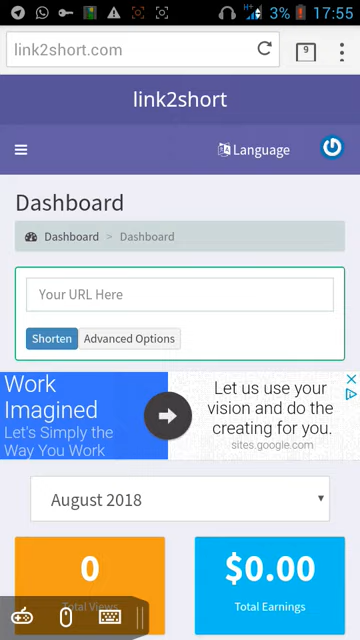 H+
3%
17:55
link2short.com
9
link2short
Language
Dashboard
Dashboard > Dashboard
Your URL Here
Shorten
Advanced Options
Work
Imagined
Let's Simply the
Way You Work
Let us use your
vision and do the
creating for you.
sites.google.com
August 2018
0
Total Views
$0.00
Total Earnings